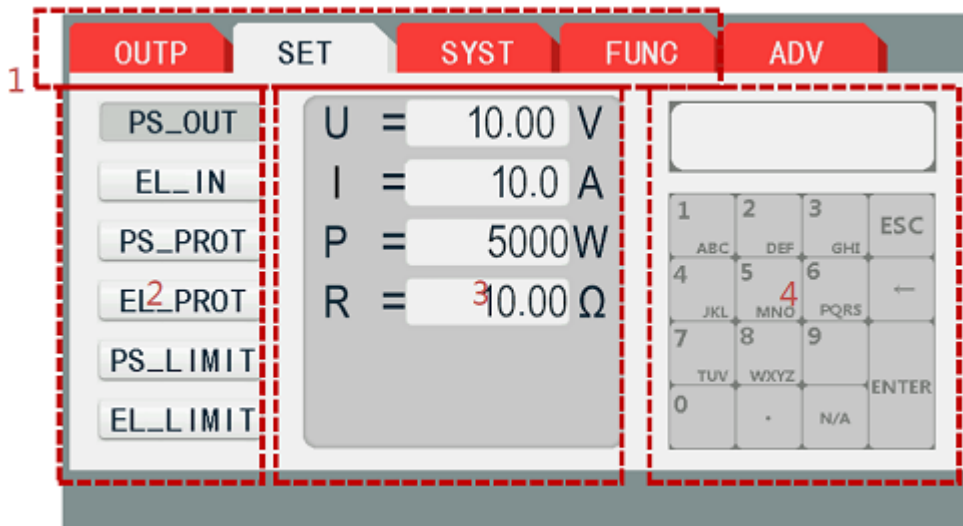 OUTP SET SYST FUNC ADV
1
PS_OUT
EL_IN
PS_PROT
EL_PROT
2
PS_LIMIT
EL_LIMIT
U = 10.00 V
I = 10.0 A
P = 5000 W
R = 10.00 Ω
3
1 2 ABC 3 DEF GHI ESC
4 JKL 5 MNO 6 PQRS ←
4
7 TUV 8 WXYZ 9
0 . N/A ENTER